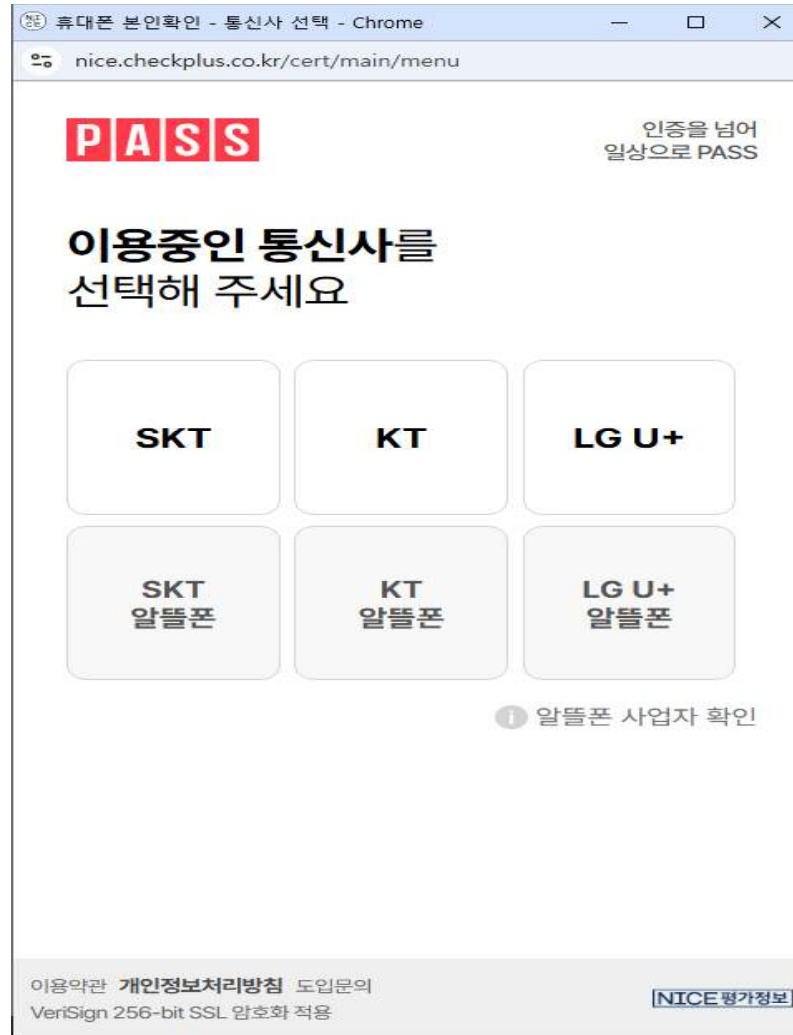 휴대폰 본인확인 - 통신사 선택 - Chrome
nice.checkplus.co.kr/cert/main/menu
PASS
인증을 넘어
일상으로 PASS
이용중인 통신사를
선택해 주세요
SKT
KT
LG U+
SKT
알뜰폰
KT
알뜰폰
LG U+
알뜰폰
알뜰폰 사업자 확인
이용약관 개인정보처리방침 도입문의
VeriSign 256-bit SSL 암호화 적용
NICE평가정보